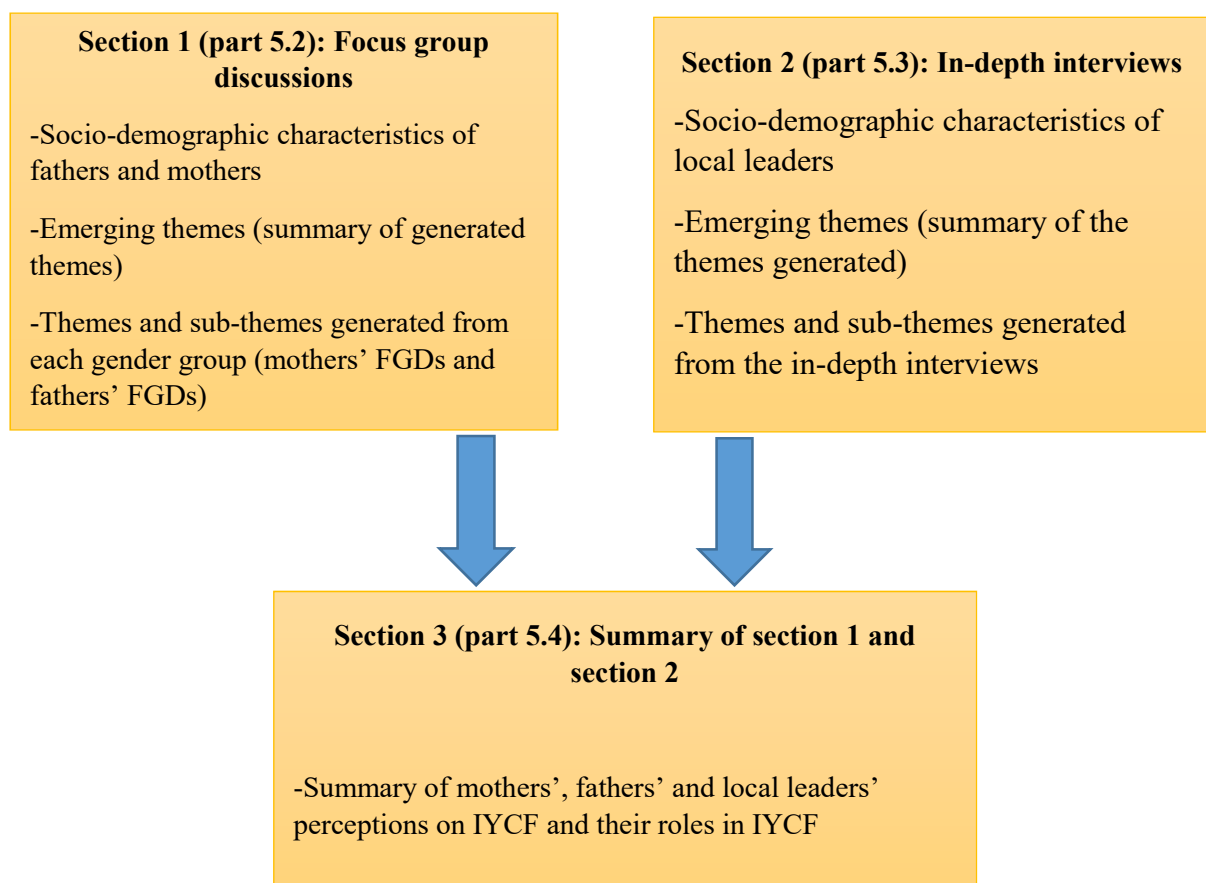 Section 1 (part 5.2): Focus group
discussions
-Socio-demographic characteristics of
fathers and mothers
-Emerging themes (summary of generated
themes)
-Themes and sub-themes generated from
each gender group (mothers’ FGDs and
fathers’ FGDs)
Section 2 (part 5.3): In-depth interviews
-Socio-demographic characteristics of
local leaders
-Emerging themes (summary of the
themes generated)
-Themes and sub-themes generated
from the in-depth interviews
Section 3 (part 5.4): Summary of section 1 and
section 2
-Summary of mothers’, fathers’ and local leaders’
perceptions on IYCF and their roles in IYCF